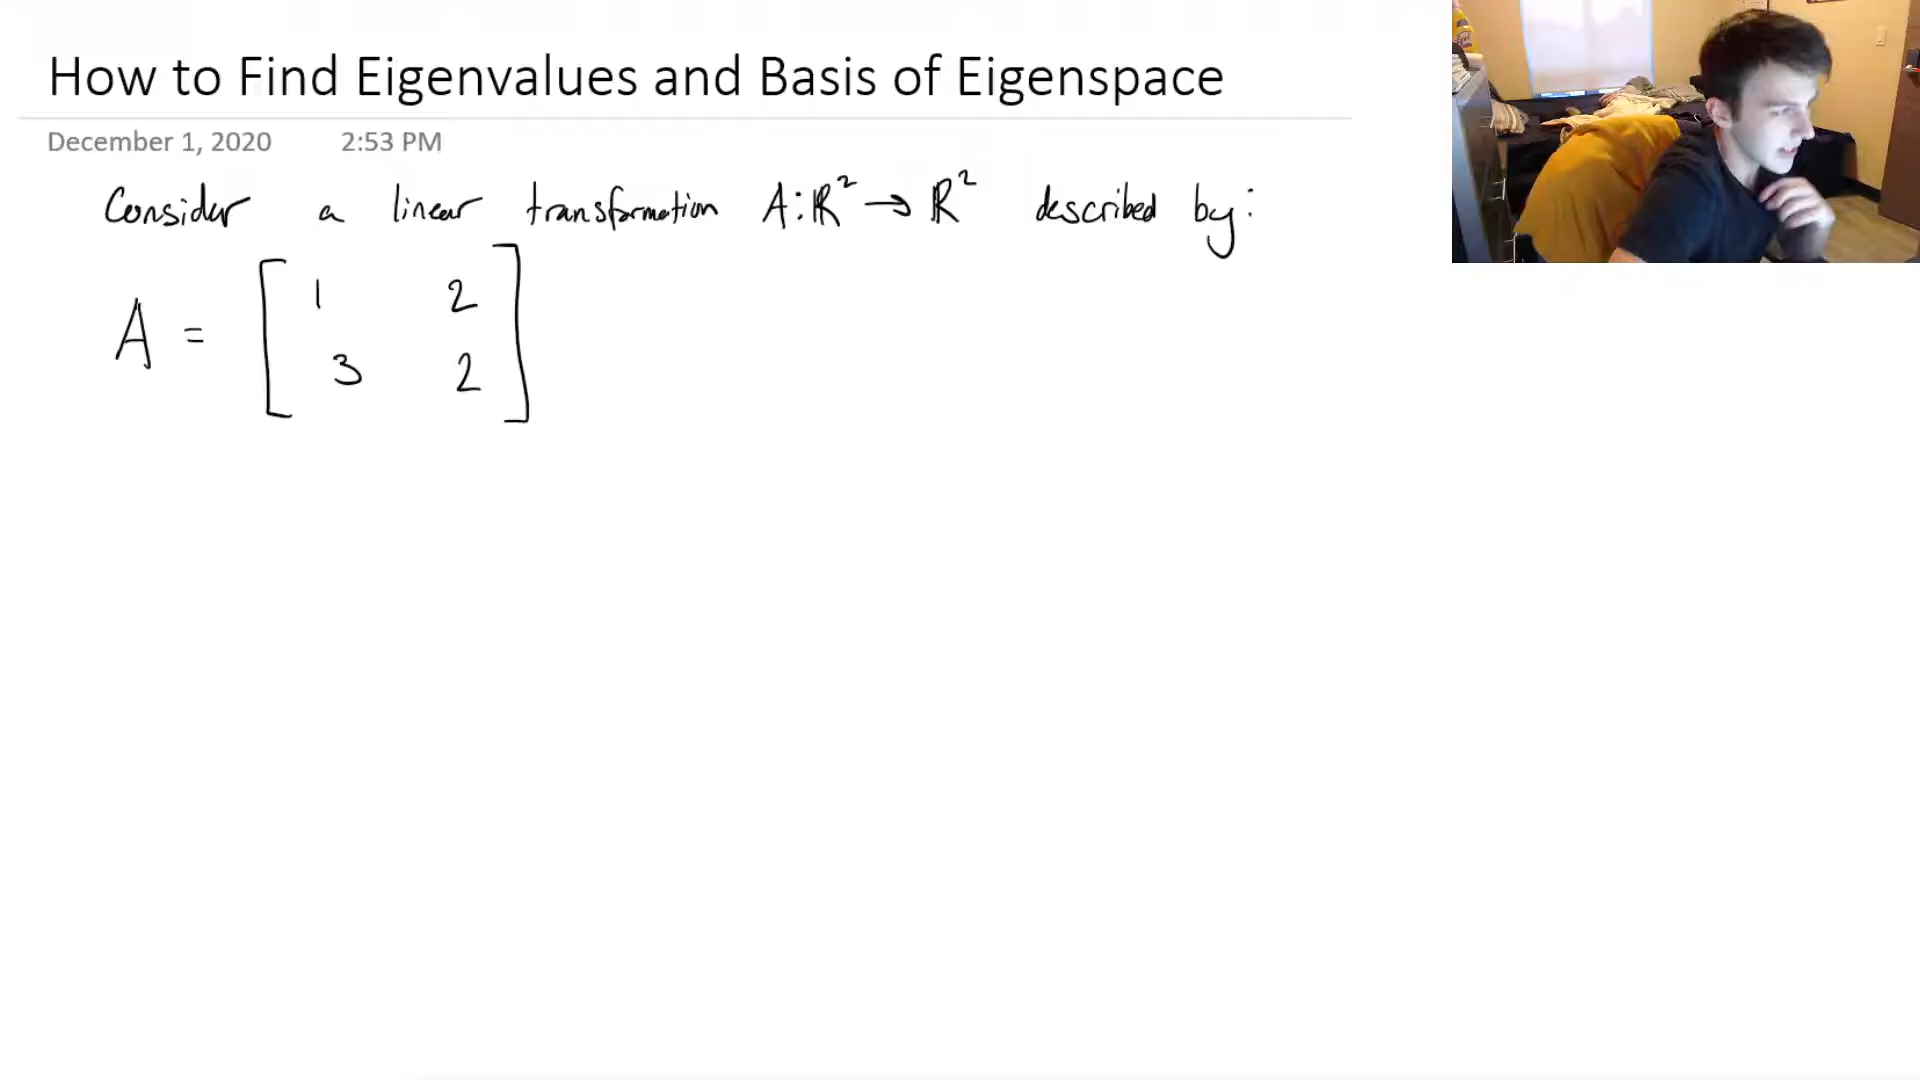 How to Find Eigenvalues and Basis of Eigenspace
December 1, 2020 2:53 PM
Consider a linear transformation A:ℝ² → ℝ² described by:
A = [ 1 2
3 2 ]